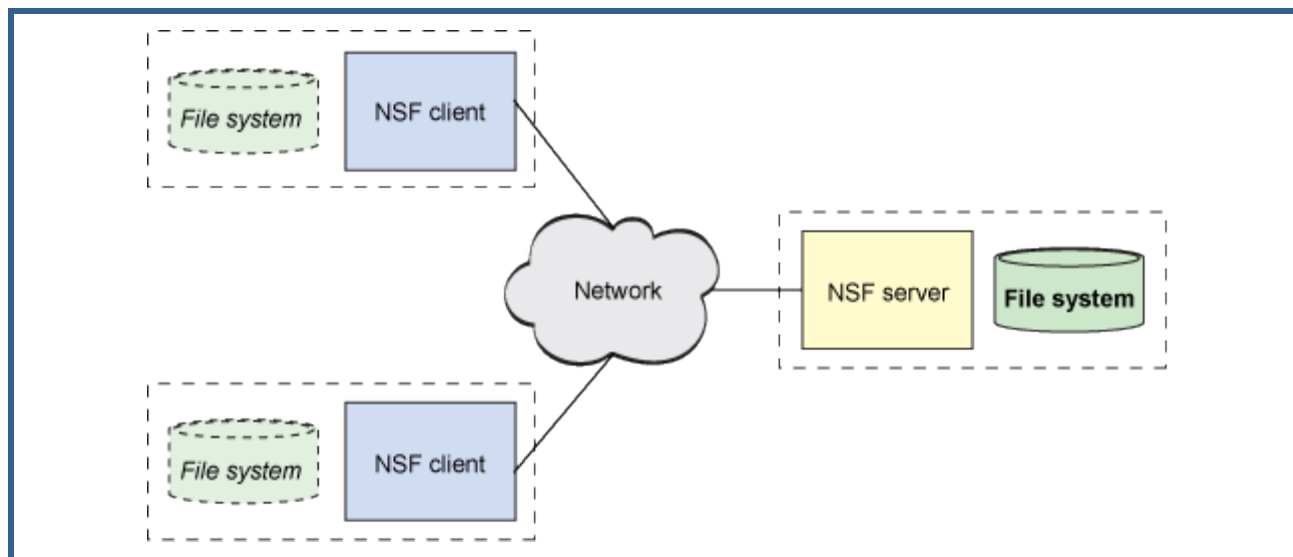 File system
NSF client
Network
NSF server
File system
File system
NSF client